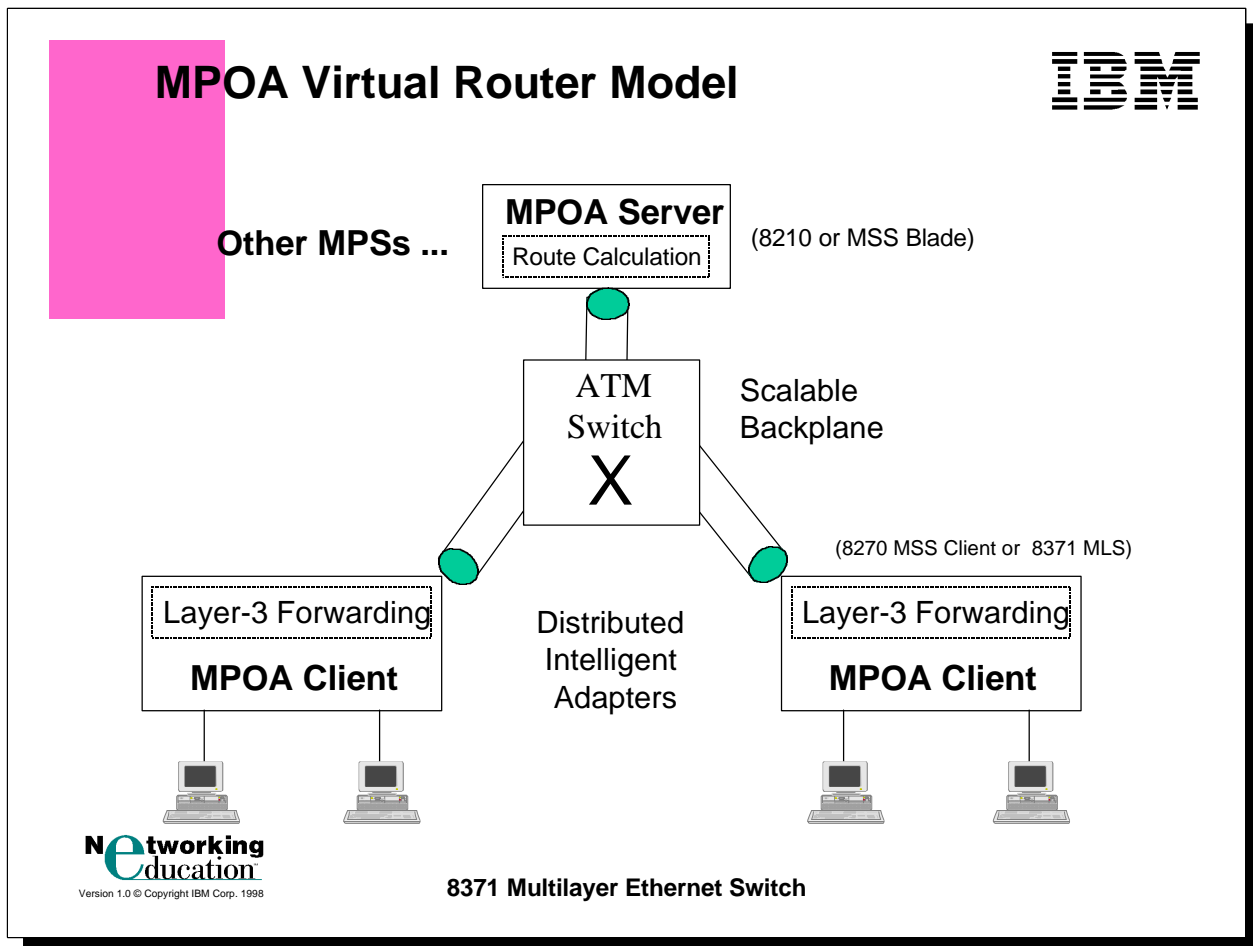 MPOA Virtual Router Model
IBM
MPOA Server
Route Calculation
(8210 or MSS Blade)
Other MPSs ...
ATM
Switch
X
Scalable
Backplane
(8270 MSS Client or 8371 MLS)
Layer-3 Forwarding
MPOA Client
Distributed
Intelligent
Adapters
Layer-3 Forwarding
MPOA Client
Networking
education™
Version 1.0 © Copyright IBM Corp. 1998
8371 Multilayer Ethernet Switch